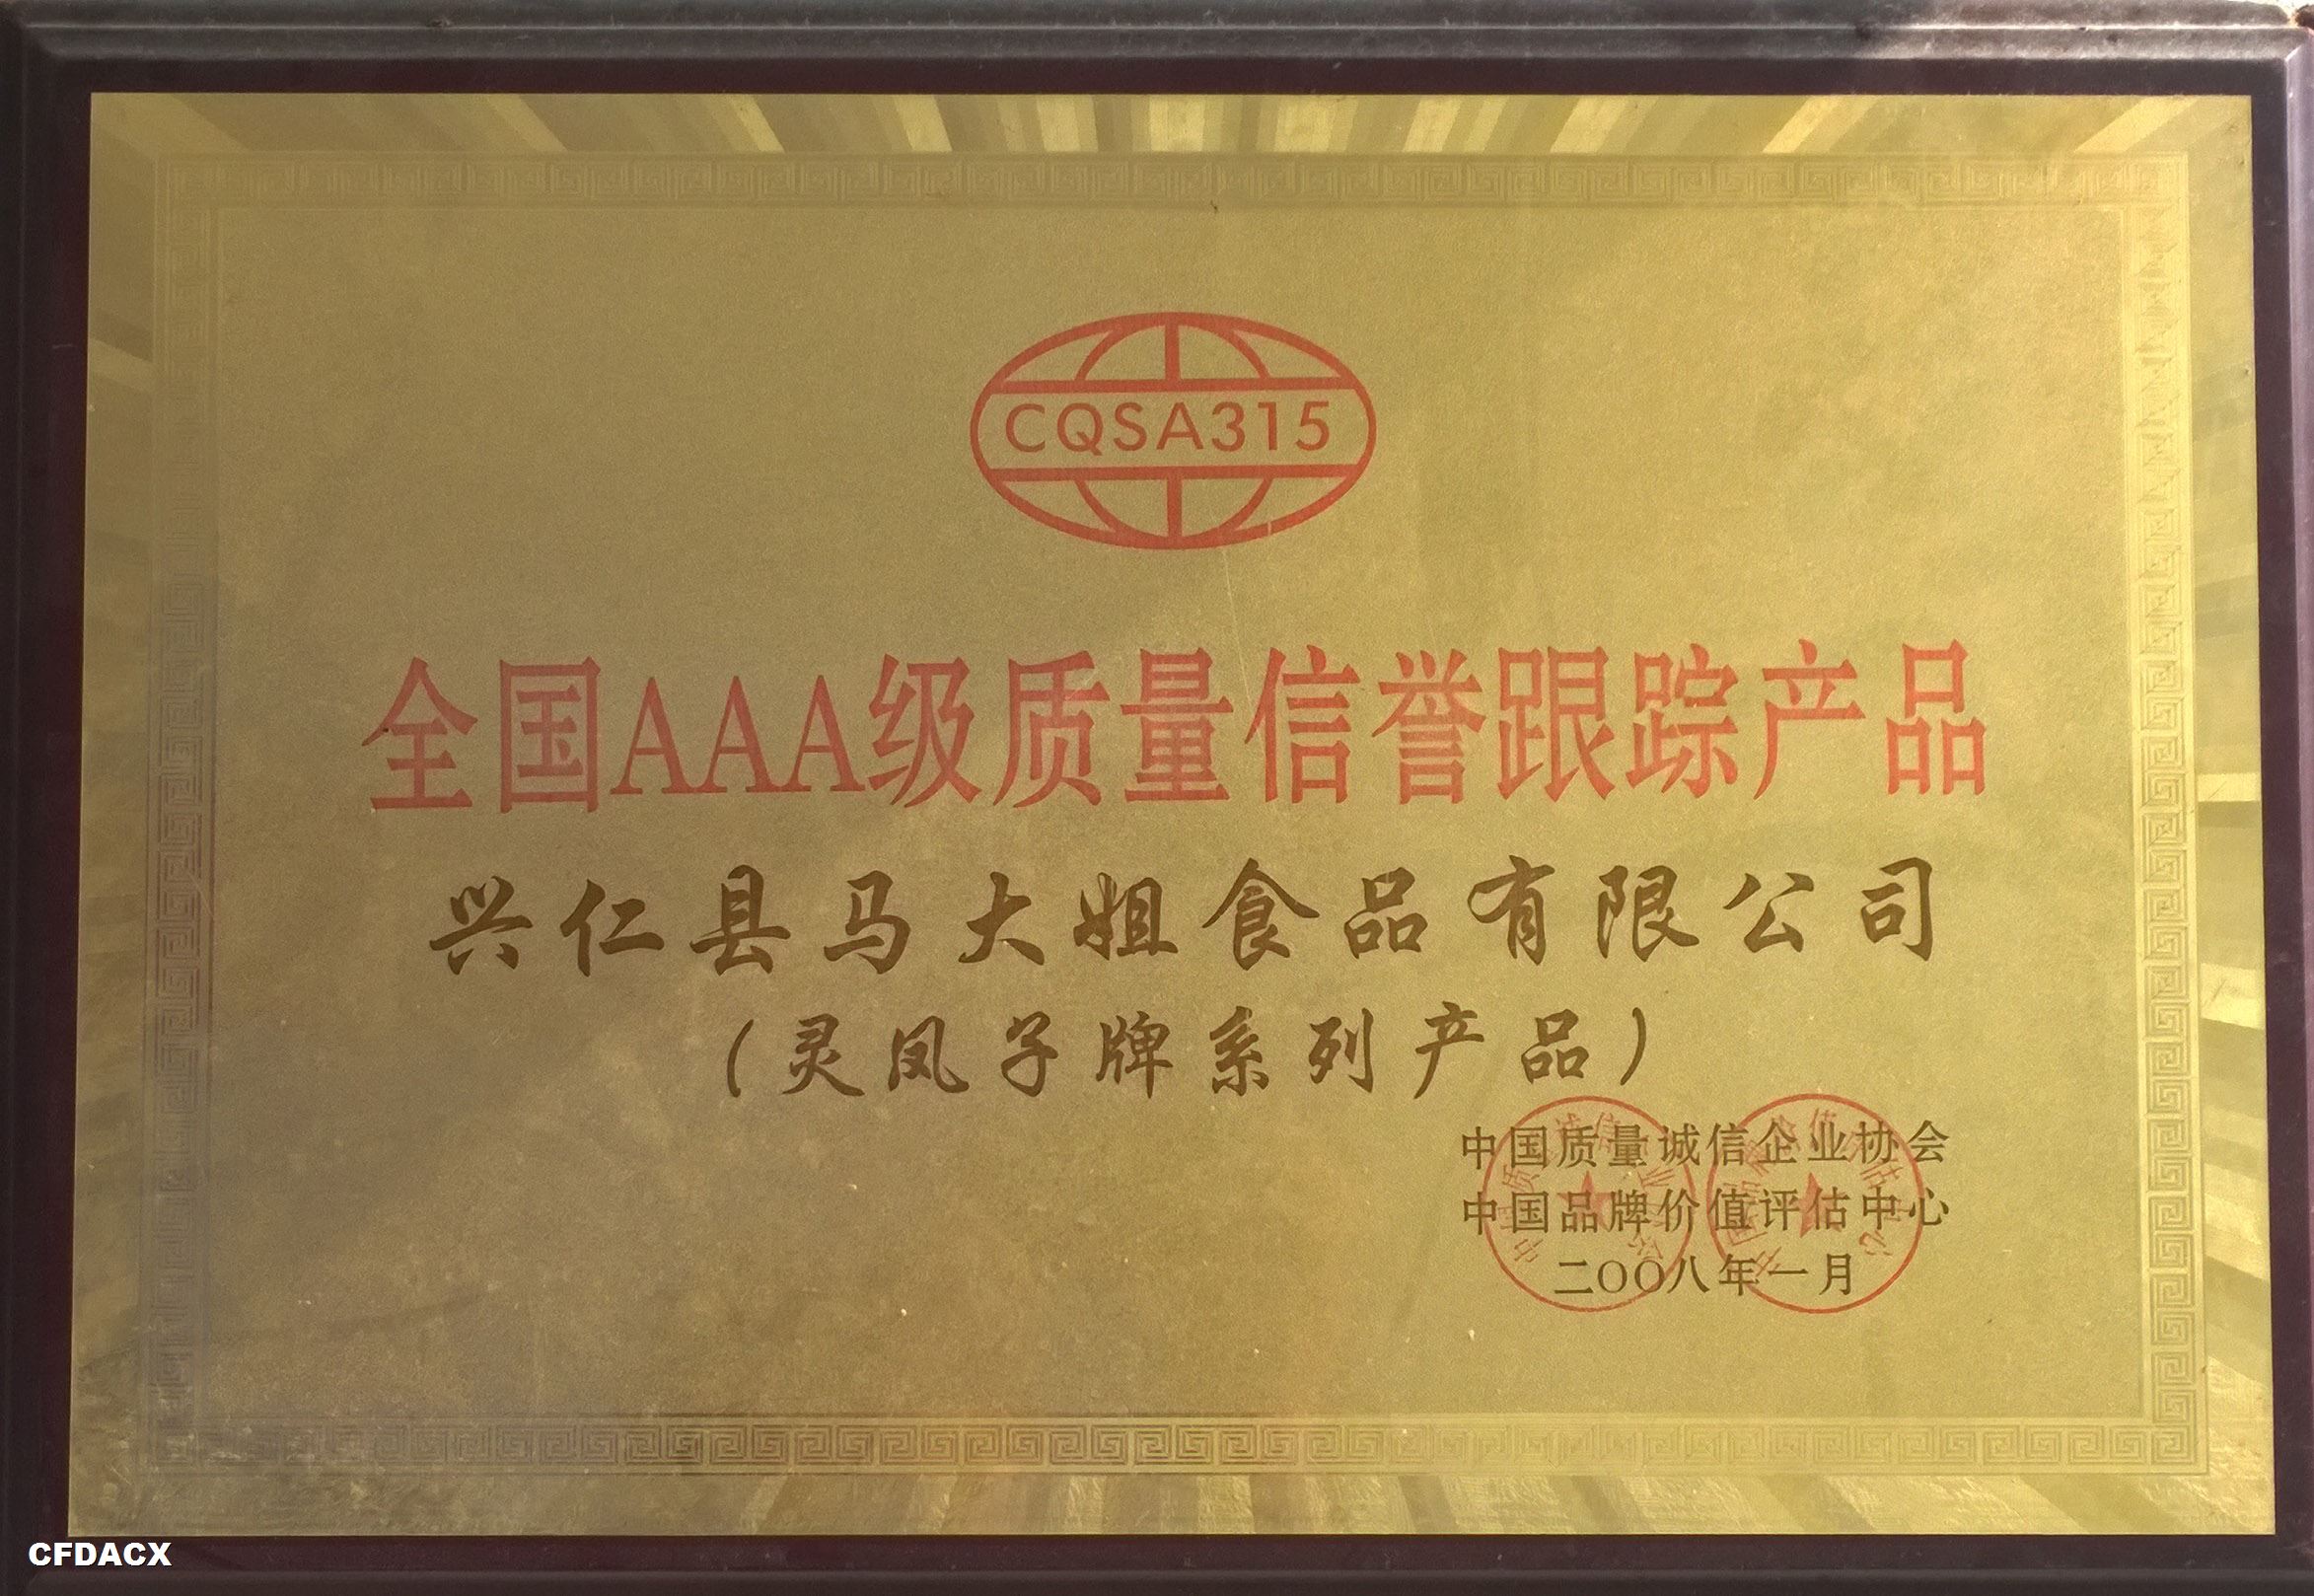 CQSA315
全国AAA级质量信誉跟踪产品
兴仁县马大姐食品有限公司
(灵凤子牌系列产品)
中国质量诚信企业协会
中国品牌价值评估中心
二〇〇八年一月
CFDACX